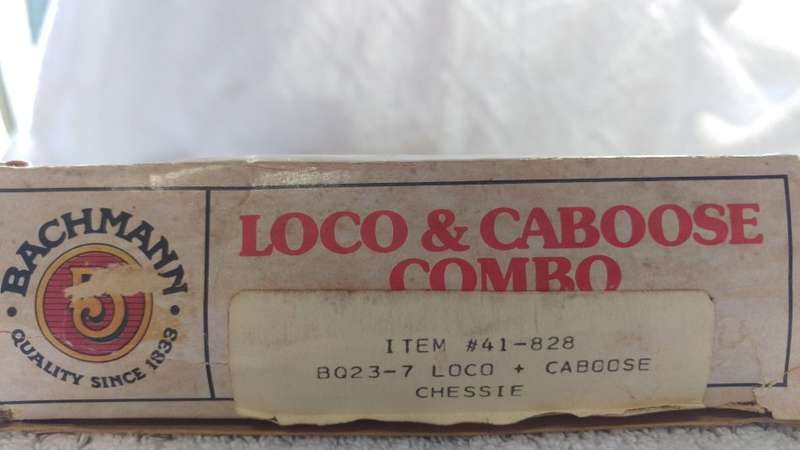 BACHMANN
B
QUALITY SINCE 1833
LOCO & CABOOSE
COMBO
ITEM #41-828
BQ23-7 LOCO + CABOOSE
CHESSIE